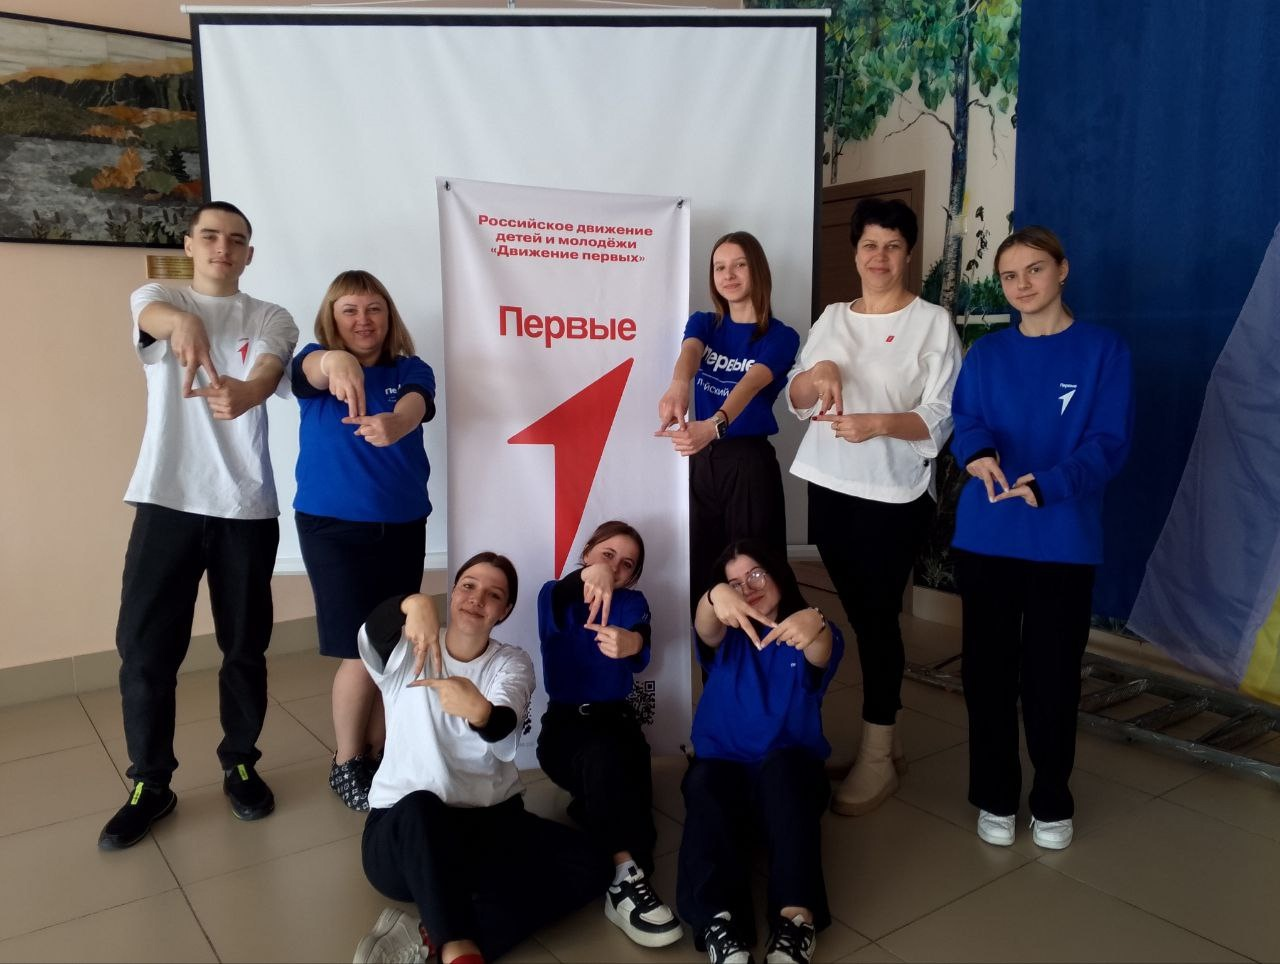 Российское движение
детей и молодёжи
«Движение первых»
Первые
Первые
Первые